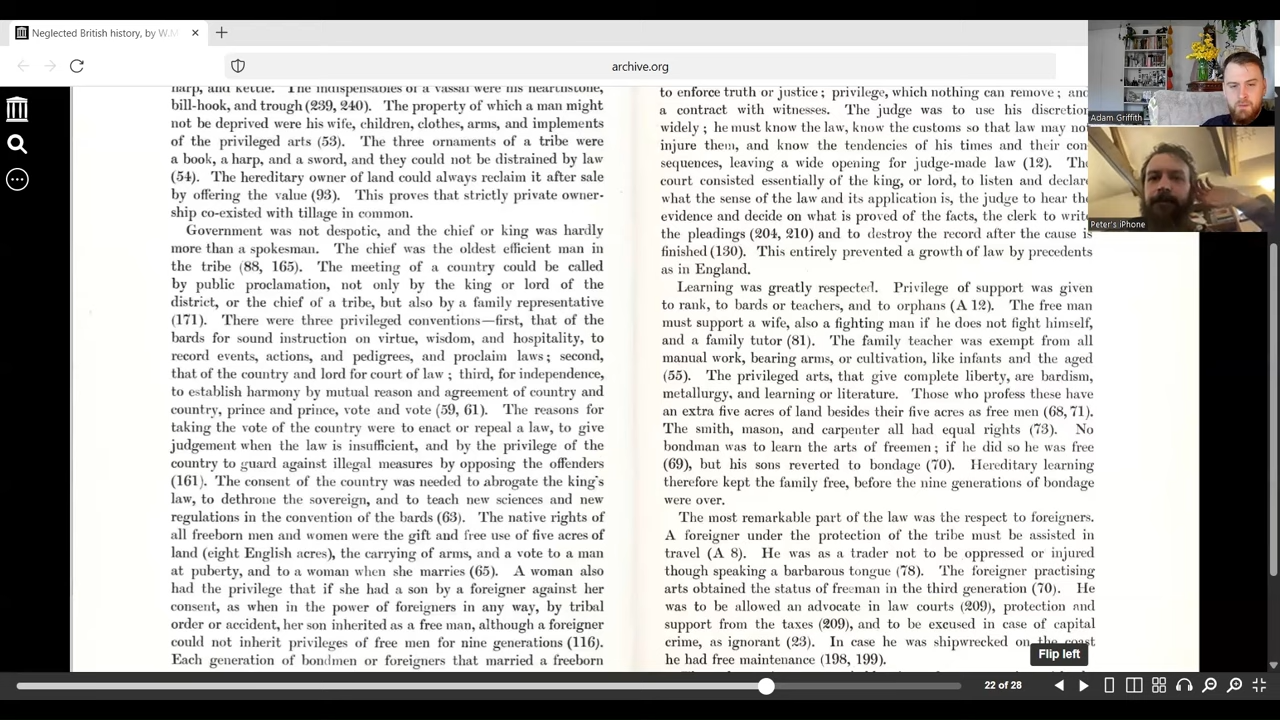 Neglected British history, by W.M
archive.org
Adam Griffith
Peter's iPhone
harp, and kettle. The indispensables of a vassal were his hearthstone,
bill-hook, and trough (239, 240). The property of which a man might
not be deprived were his wife, children, clothes, arms, and implements
of the privileged arts (53). The three ornaments of a tribe were
a book, a harp, and a sword, and they could not be distrained by law
(54). The hereditary owner of land could always reclaim it after sale
by offering the value (93). This proves that strictly private owner-
ship co-existed with tillage in common.
Government was not despotic, and the chief or king was hardly
more than a spokesman. The chief was the oldest efficient man in
the tribe (88, 165). The meeting of a country could be called
by public proclamation, not only by the king or lord of the
district, or the chief of a tribe, but also by a family representative
(171). There were three privileged conventions—first, that of the
bards for sound instruction on virtue, wisdom, and hospitality, to
record events, actions, and pedigrees, and proclaim laws; second,
that of the country and lord for court of law; third, for independence,
to establish harmony by mutual reason and agreement of country and
country, prince and prince, vote and vote (59, 61). The reasons for
taking the vote of the country were to enact or repeal a law, to give
judgement when the law is insufficient, and by the privilege of the
country to guard against illegal measures by opposing the offenders
(161). The consent of the country was needed to abrogate the king's
law, to dethrone the sovereign, and to teach new sciences and new
regulations in the convention of the bards (63). The native rights of
all freeborn men and women were the gift and free use of five acres of
land (eight English acres), the carrying of arms, and a vote to a man
at puberty, and to a woman when she marries (65). A woman also
had the privilege that if she had a son by a foreigner against her
consent, as when in the power of foreigners in any way, by tribal
order or accident, her son inherited as a free man, although a foreigner
could not inherit privileges of free men for nine generations (116).
Each generation of bondmen or foreigners that married a freeborn
to enforce truth or justice; privilege, which nothing can remove; and
a contract with witnesses. The judge was to use his discretion
widely; he must know the law, know the customs so that law may not
injure them, and know the tendencies of his times and their con-
sequences, leaving a wide opening for judge-made law (12). The
court consisted essentially of the king, or lord, to listen and declare
what the sense of the law and its application is, the judge to hear the
evidence and decide on what is proved of the facts, the clerk to write
the pleadings (204, 210) and to destroy the record after the cause is
finished (130). This entirely prevented a growth of law by precedents
as in England.
Learning was greatly respected. Privilege of support was given
to rank, to bards or teachers, and to orphans (A 12). The free man
must support a wife, also a fighting man if he does not fight himself,
and a family tutor (81). The family teacher was exempt from all
manual work, bearing arms, or cultivation, like infants and the aged
(55). The privileged arts, that give complete liberty, are bardism,
metallurgy, and learning or literature. Those who profess these have
an extra five acres of land besides their five acres as free men (68, 71).
The smith, mason, and carpenter all had equal rights (73). No
bondman was to learn the arts of freemen; if he did so he was free
(69), but his sons reverted to bondage (70). Hereditary learning
therefore kept the family free, before the nine generations of bondage
were over.
The most remarkable part of the law was the respect to foreigners.
A foreigner under the protection of the tribe must be assisted in
travel (A 8). He was as a trader not to be oppressed or injured
though speaking a barbarous tongue (78). The foreigner practising
arts obtained the status of freeman in the third generation (70). He
was to be allowed an advocate in law courts (209), protection and
support from the taxes (209), and to be excused in case of capital
crime, as ignorant (23). In case he was shipwrecked on the coast
he had free maintenance (198, 199).
Flip left
22 of 28